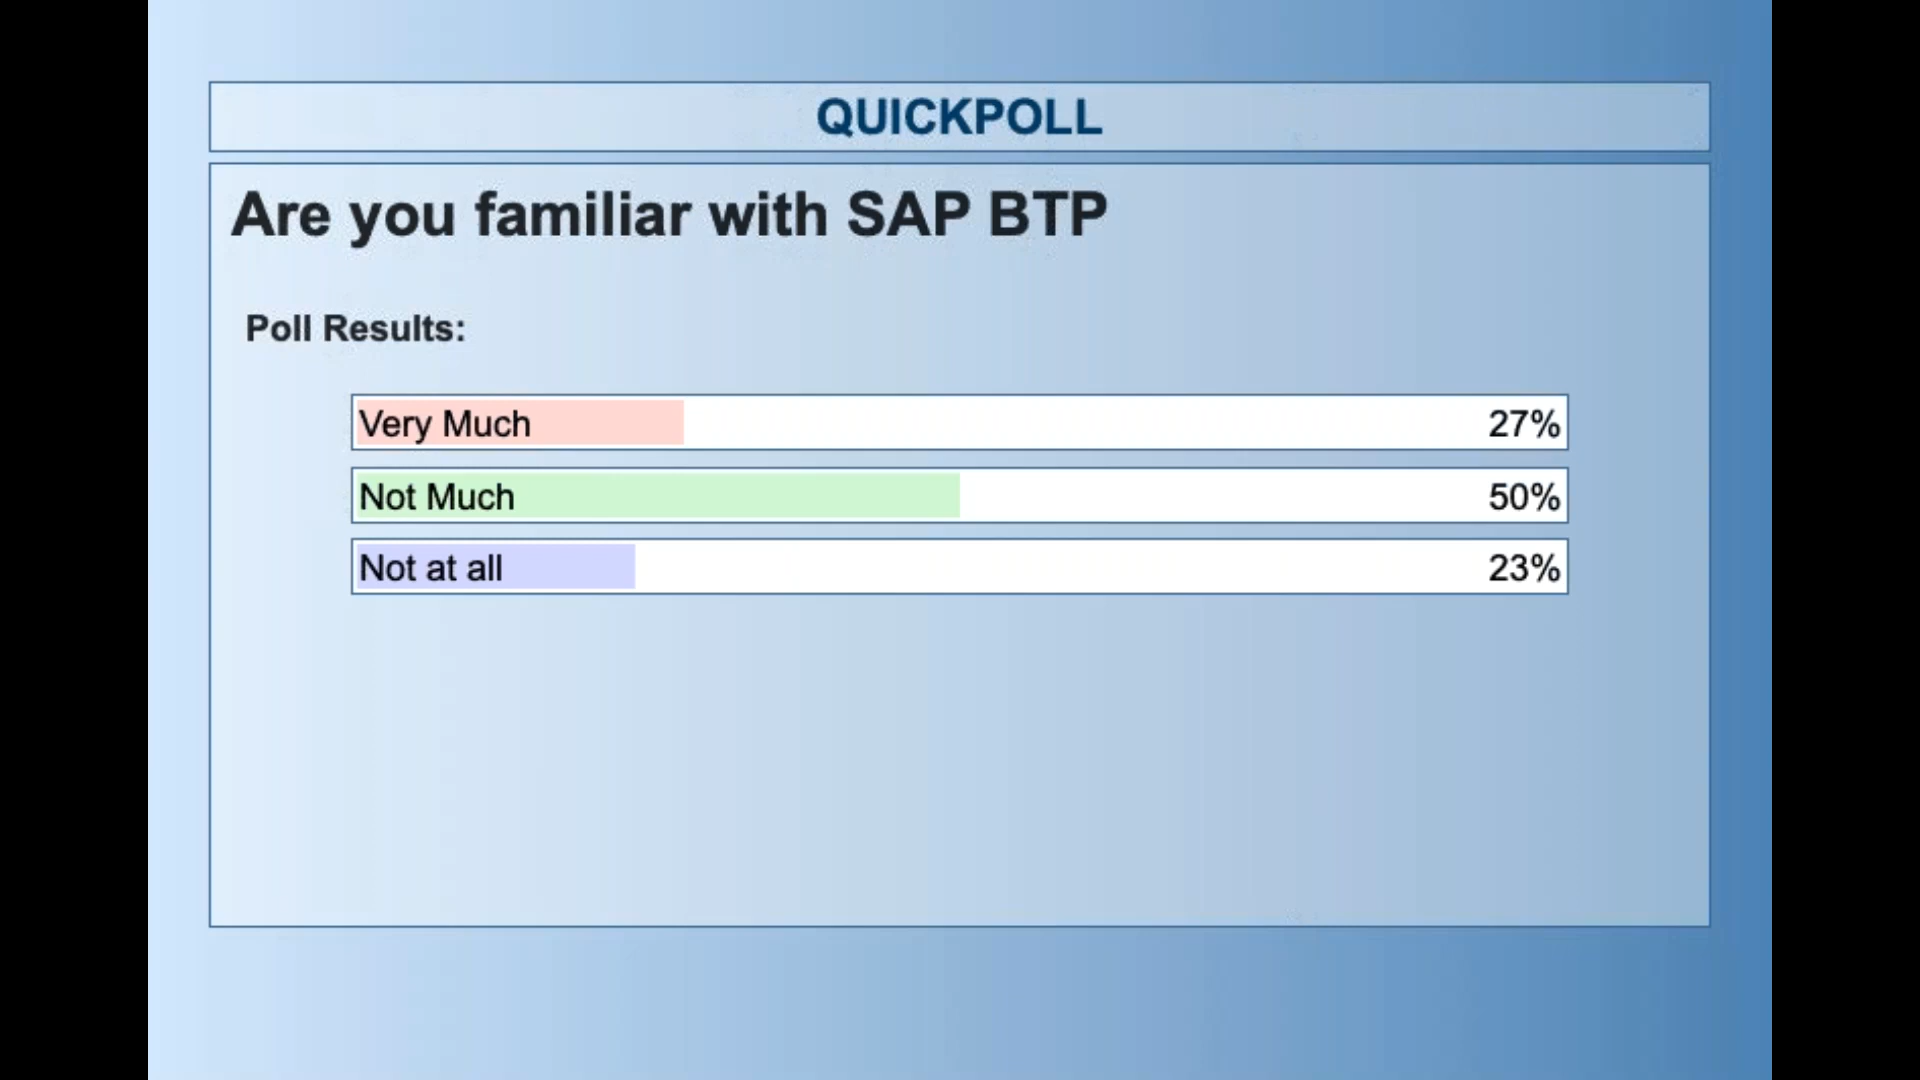 QUICKPOLL
Are you familiar with SAP BTP
Poll Results:
Very Much 27%
Not Much 50%
Not at all 23%